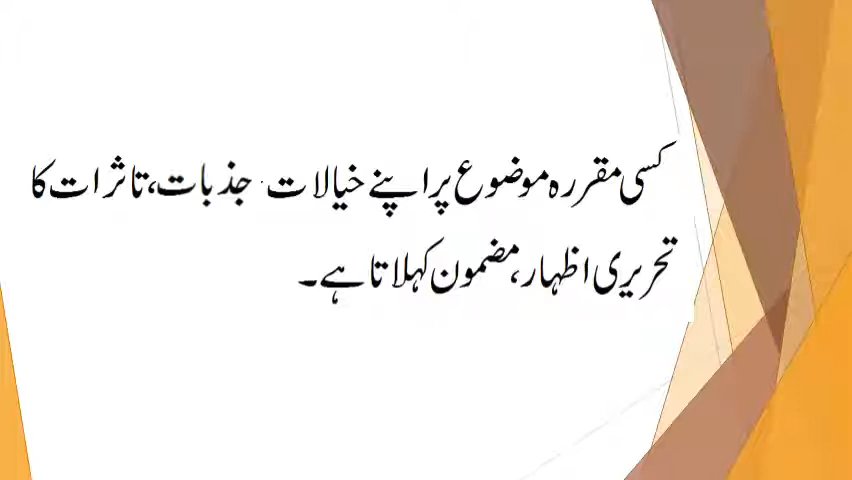 کسی مقررہ موضوع پر اپنے خیالات، جذبات، تاثرات کا
تحریری اظہار، مضمون کہلاتا ہے۔